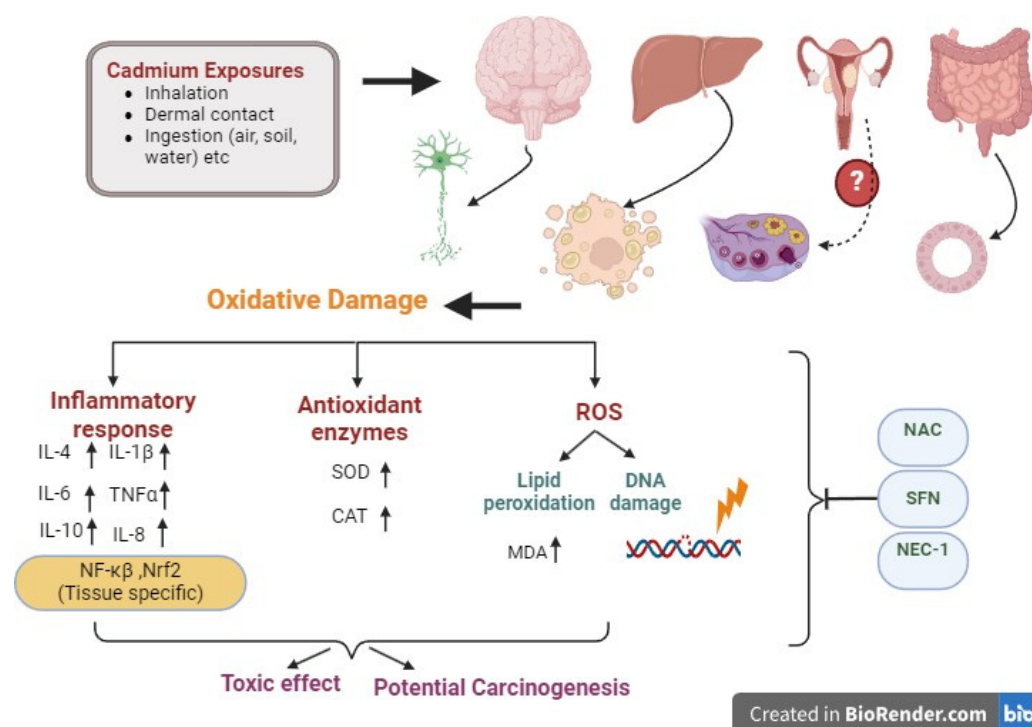 Cadmium Exposures
• Inhalation
• Dermal contact
• Ingestion (air, soil,
water) etc
?
Oxidative Damage
Inflammatory
response
IL-4 IL-1β
IL-6 TNFα
IL-10 IL-8
NF-κβ ,Nrf2
(Tissue specific)
Antioxidant
enzymes
SOD
CAT
ROS
Lipid
peroxidation
MDA
DNA
damage
NAC
SFN
NEC-1
Toxic effect
Potential Carcinogenesis
Created in BioRender.com bio